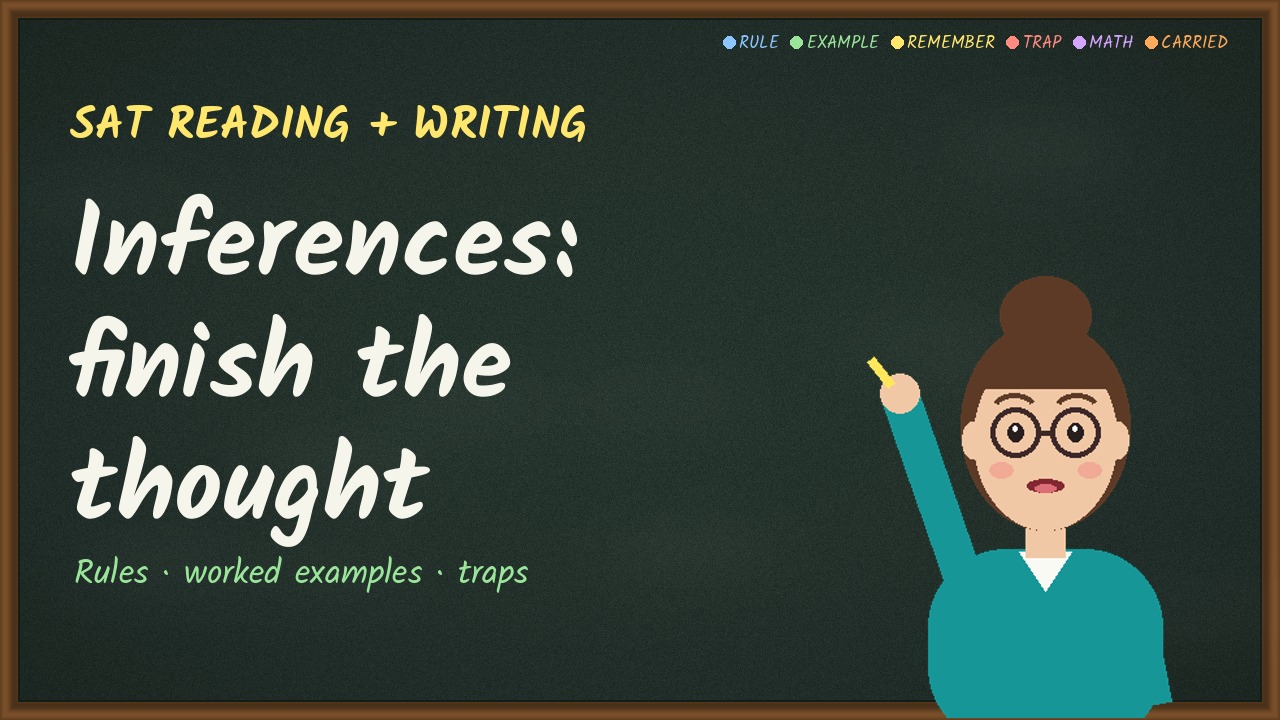 RULE EXAMPLE REMEMBER TRAP MATH CARRIED
SAT READING + WRITING
Inferences:
finish the
thought
Rules · worked examples · traps